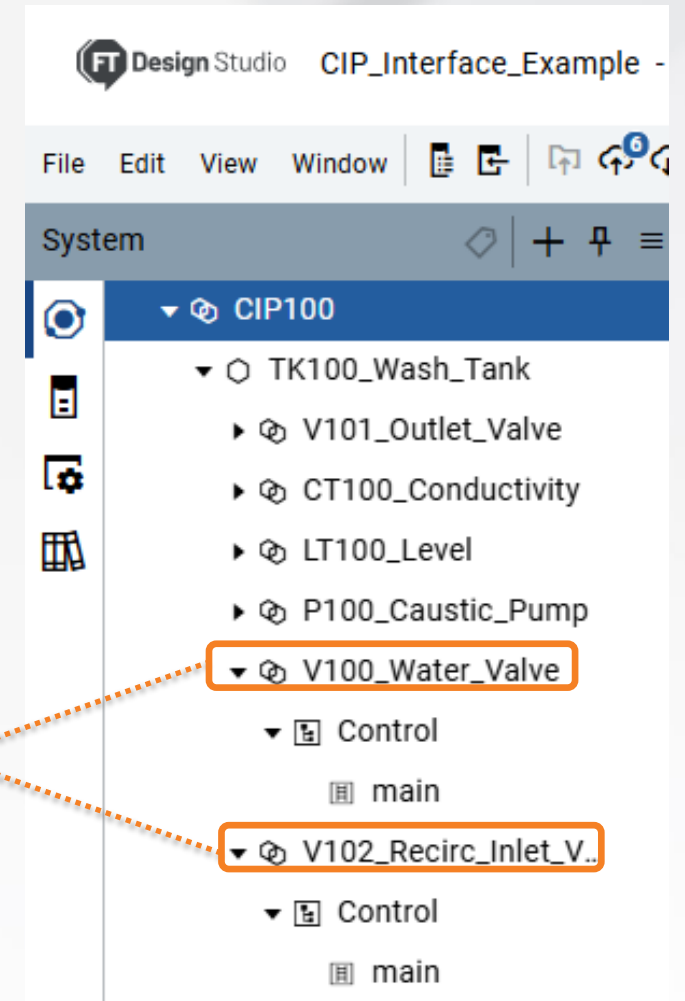 FT Design Studio CIP_Interface_Example -
File Edit View Window 6
System
CIP100
TK100_Wash_Tank
V101_Outlet_Valve
CT100_Conductivity
LT100_Level
P100_Caustic_Pump
V100_Water_Valve
Control
main
V102_Recirc_Inlet_V..
Control
main